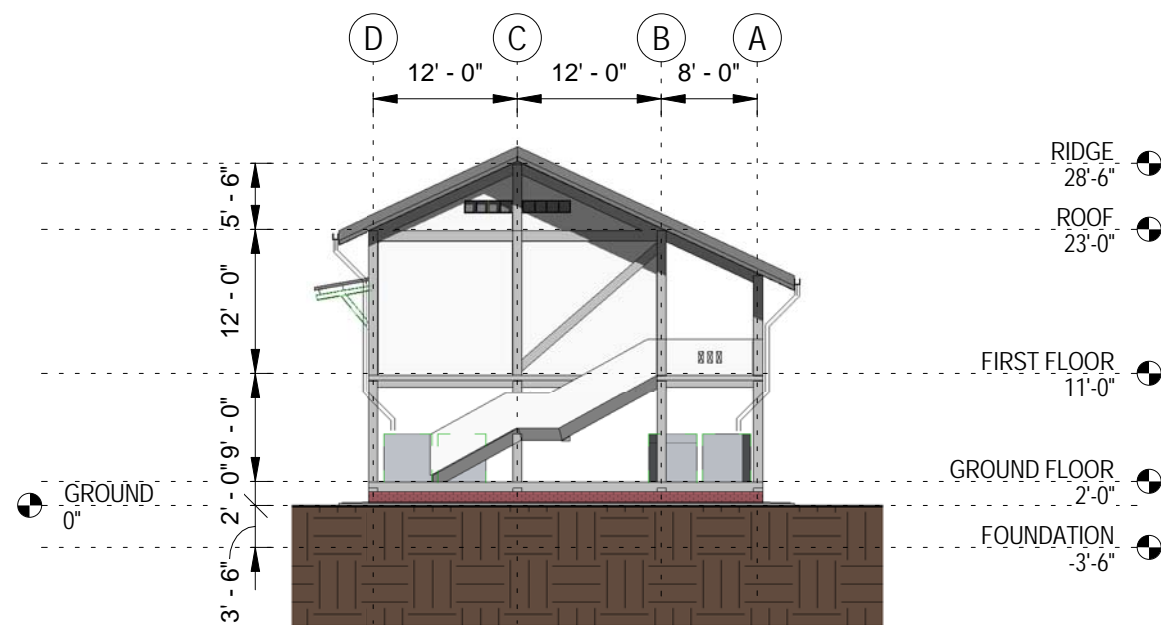 D C B A
12' - 0" 12' - 0" 8' - 0"
RIDGE
28'-6"
5' - 6"
ROOF
23'-0"
12' - 0"
FIRST FLOOR
11'-0"
9' - 0"
GROUND FLOOR
2'-0"
2' - 0"
GROUND
0"
FOUNDATION
-3'-6"
3' - 6"